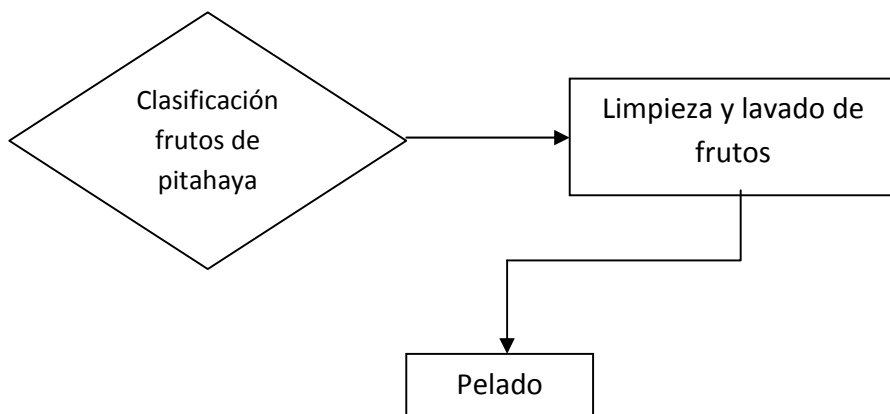 Clasificación
frutos de
pitahaya
Limpieza y lavado de
frutos
Pelado